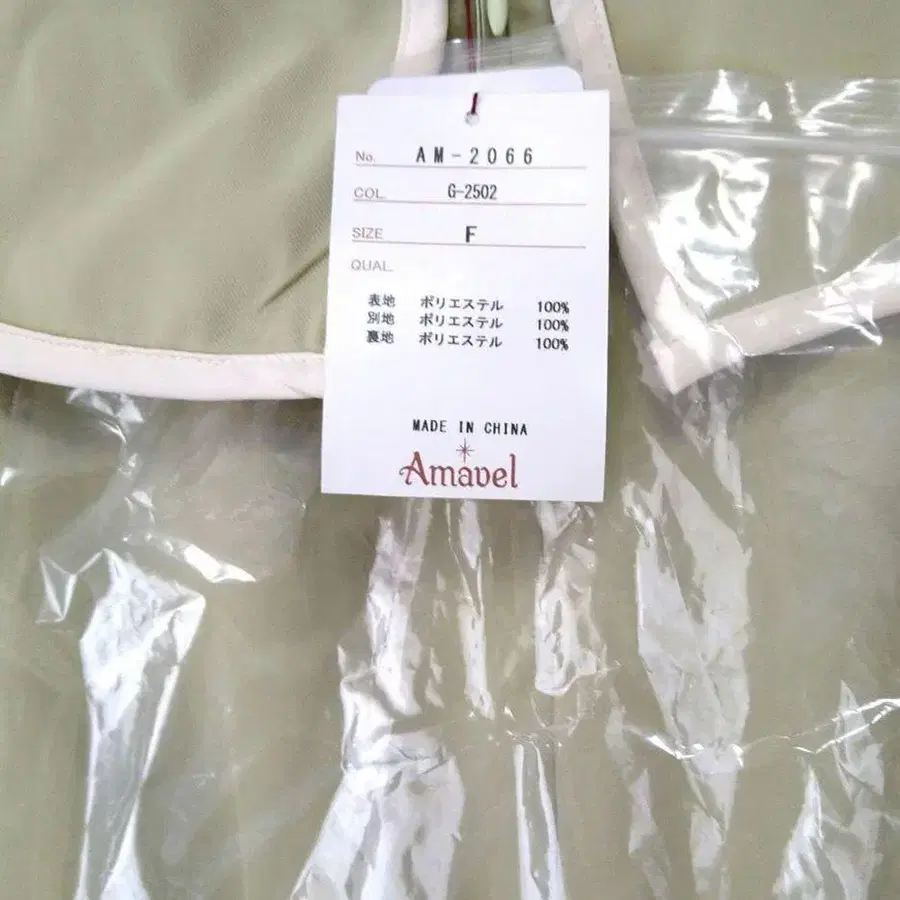 No. AM-2066
COL. G-2502
SIZE F
QUAL.
表地 ポリエステル 100%
別地 ポリエステル 100%
裏地 ポリエステル 100%
MADE IN CHINA
Amavel